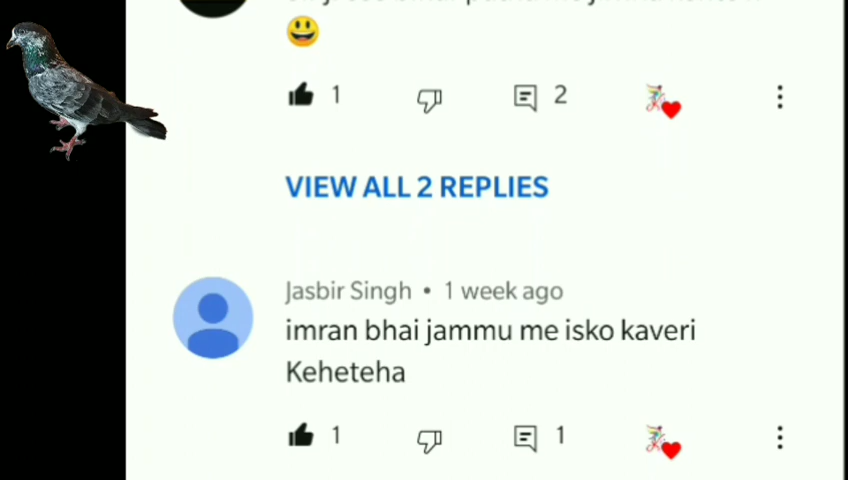 😃
1
2
VIEW ALL 2 REPLIES
Jasbir Singh • 1 week ago
imran bhai jammu me isko kaveri
Keheteha
1
1